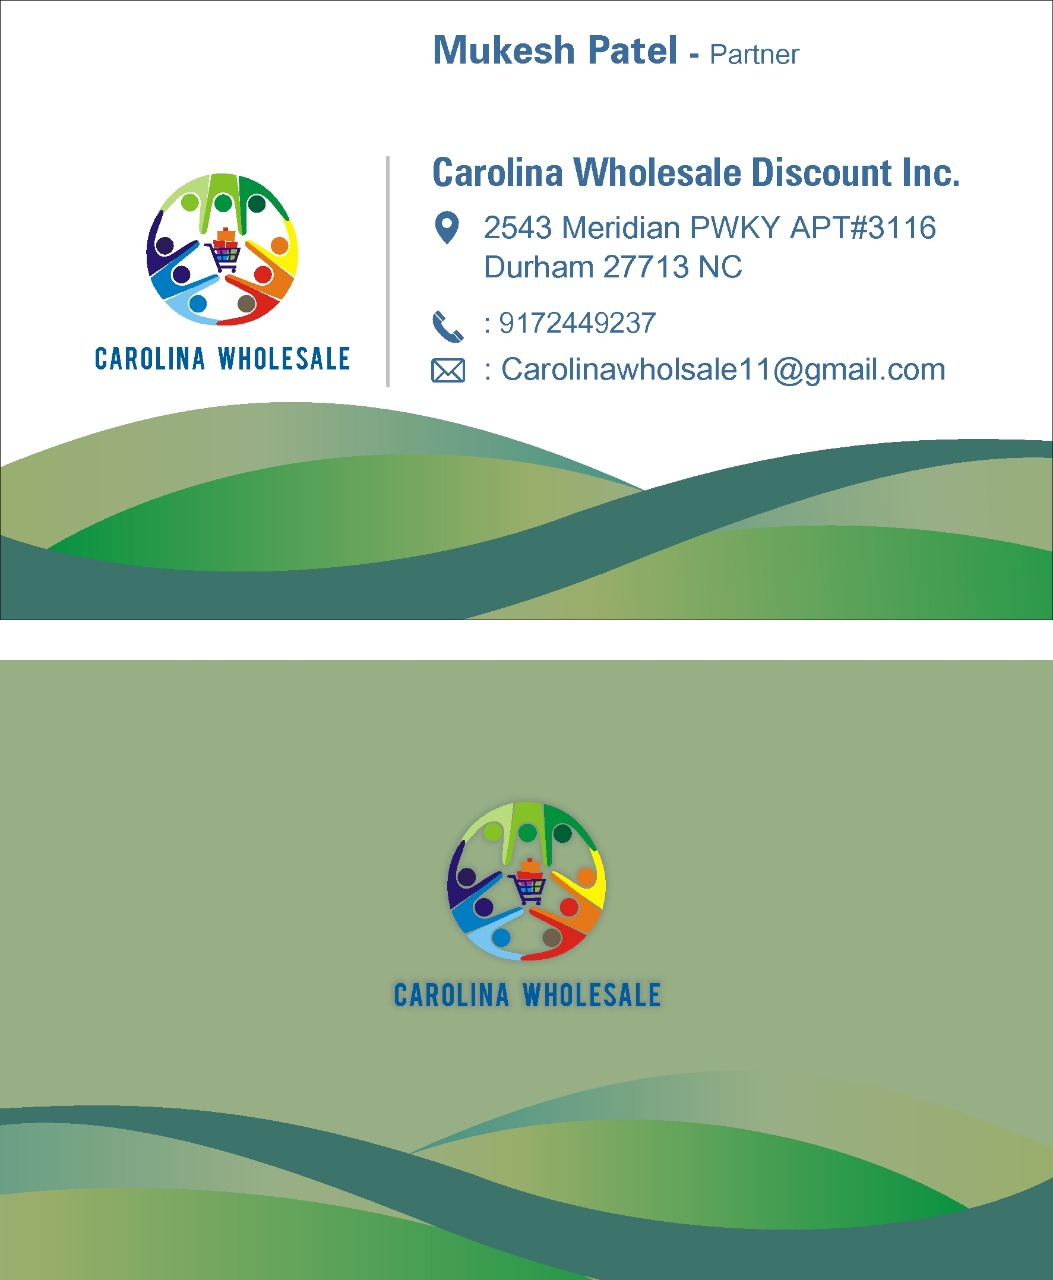 Mukesh Patel - Partner
Carolina Wholesale Discount Inc.
2543 Meridian PWKY APT#3116
Durham 27713 NC
: 9172449237
: Carolinawholsale11@gmail.com
CAROLINA WHOLESALE
CAROLINA WHOLESALE